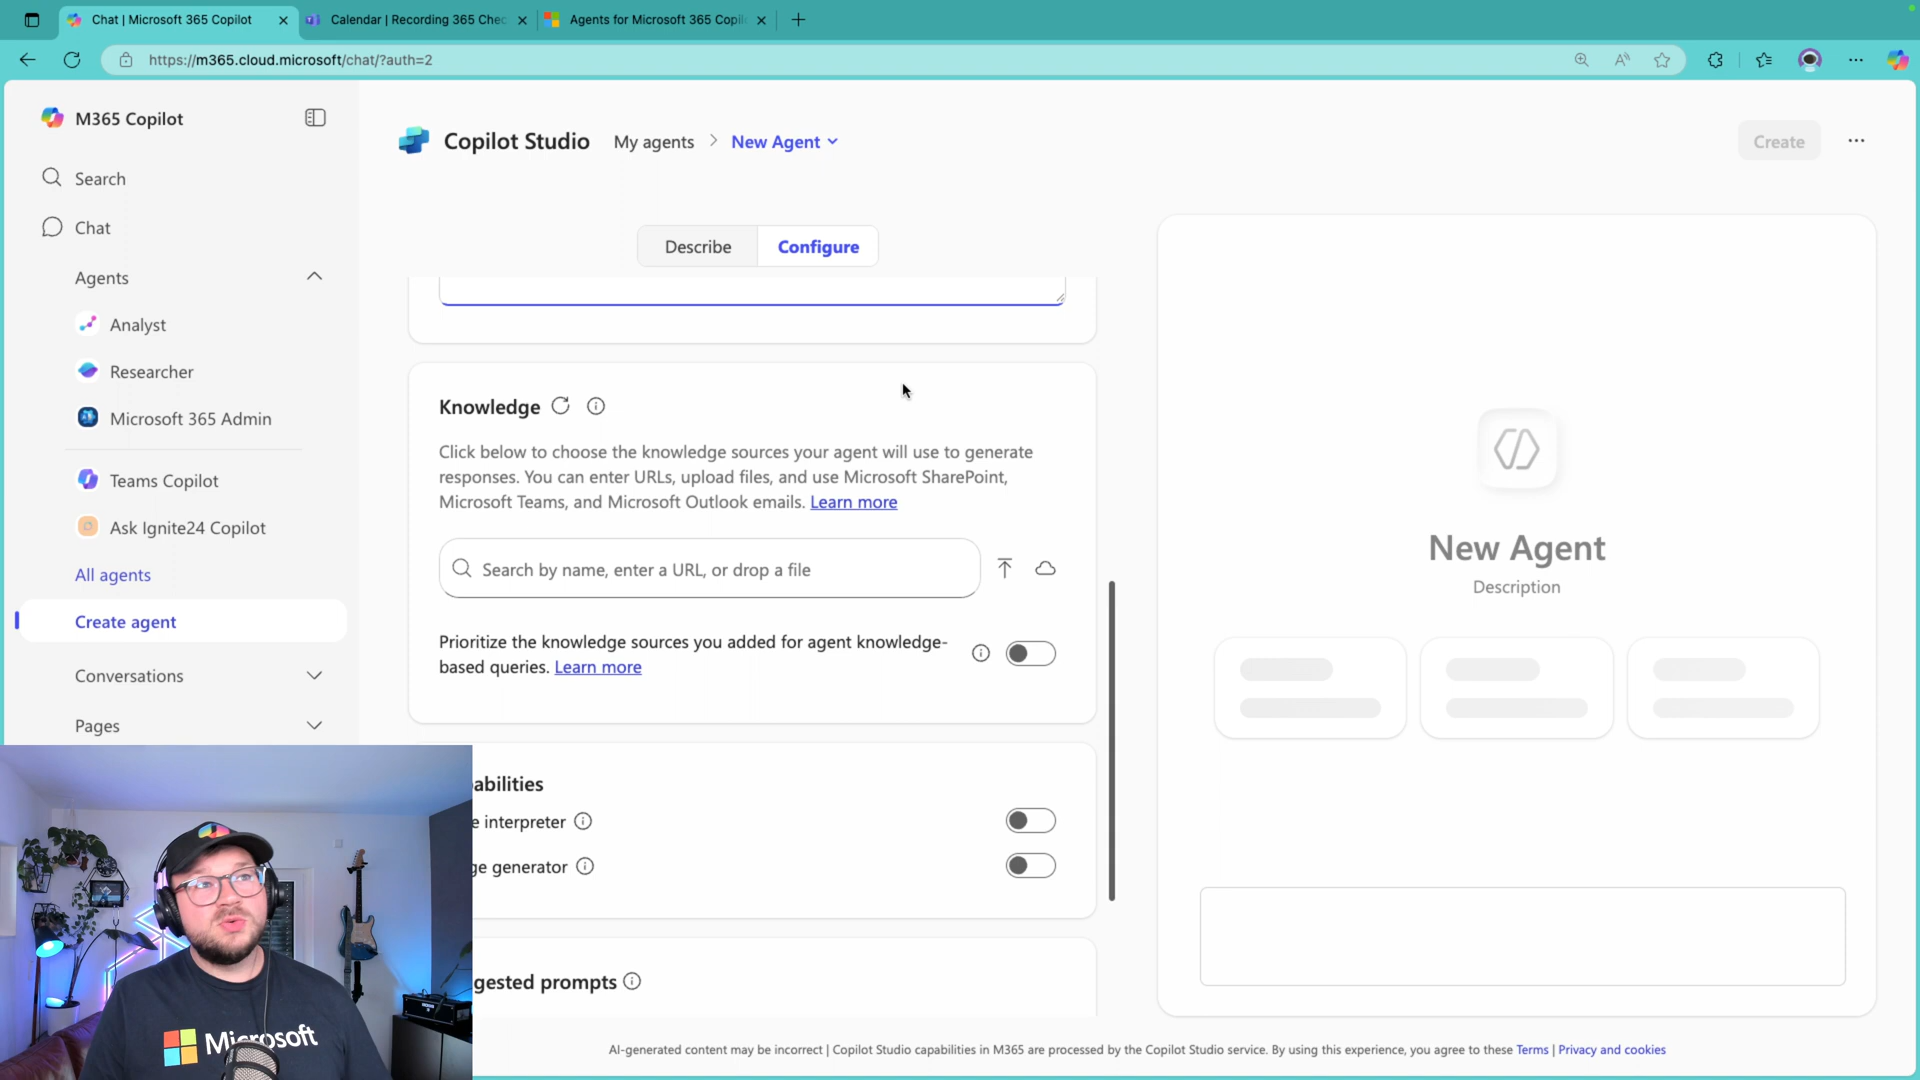 Chat | Microsoft 365 Copilot
Calendar | Recording 365 Chec
Agents for Microsoft 365 Copil
https://m365.cloud.microsoft/chat/?auth=2
M365 Copilot
Search
Chat
Agents
Analyst
Researcher
Microsoft 365 Admin
Teams Copilot
Ask Ignite24 Copilot
All agents
Create agent
Conversations
Pages
Copilot Studio
My agents
New Agent
Create
Describe
Configure
Knowledge
Click below to choose the knowledge sources your agent will use to generate
responses. You can enter URLs, upload files, and use Microsoft SharePoint,
Microsoft Teams, and Microsoft Outlook emails. Learn more
Search by name, enter a URL, or drop a file
Prioritize the knowledge sources you added for agent knowledge-
based queries. Learn more
abilities
e interpreter
ge generator
gested prompts
New Agent
Description
AI-generated content may be incorrect | Copilot Studio capabilities in M365 are processed by the Copilot Studio service. By using this experience, you agree to these Terms | Privacy and cookies
Microsoft